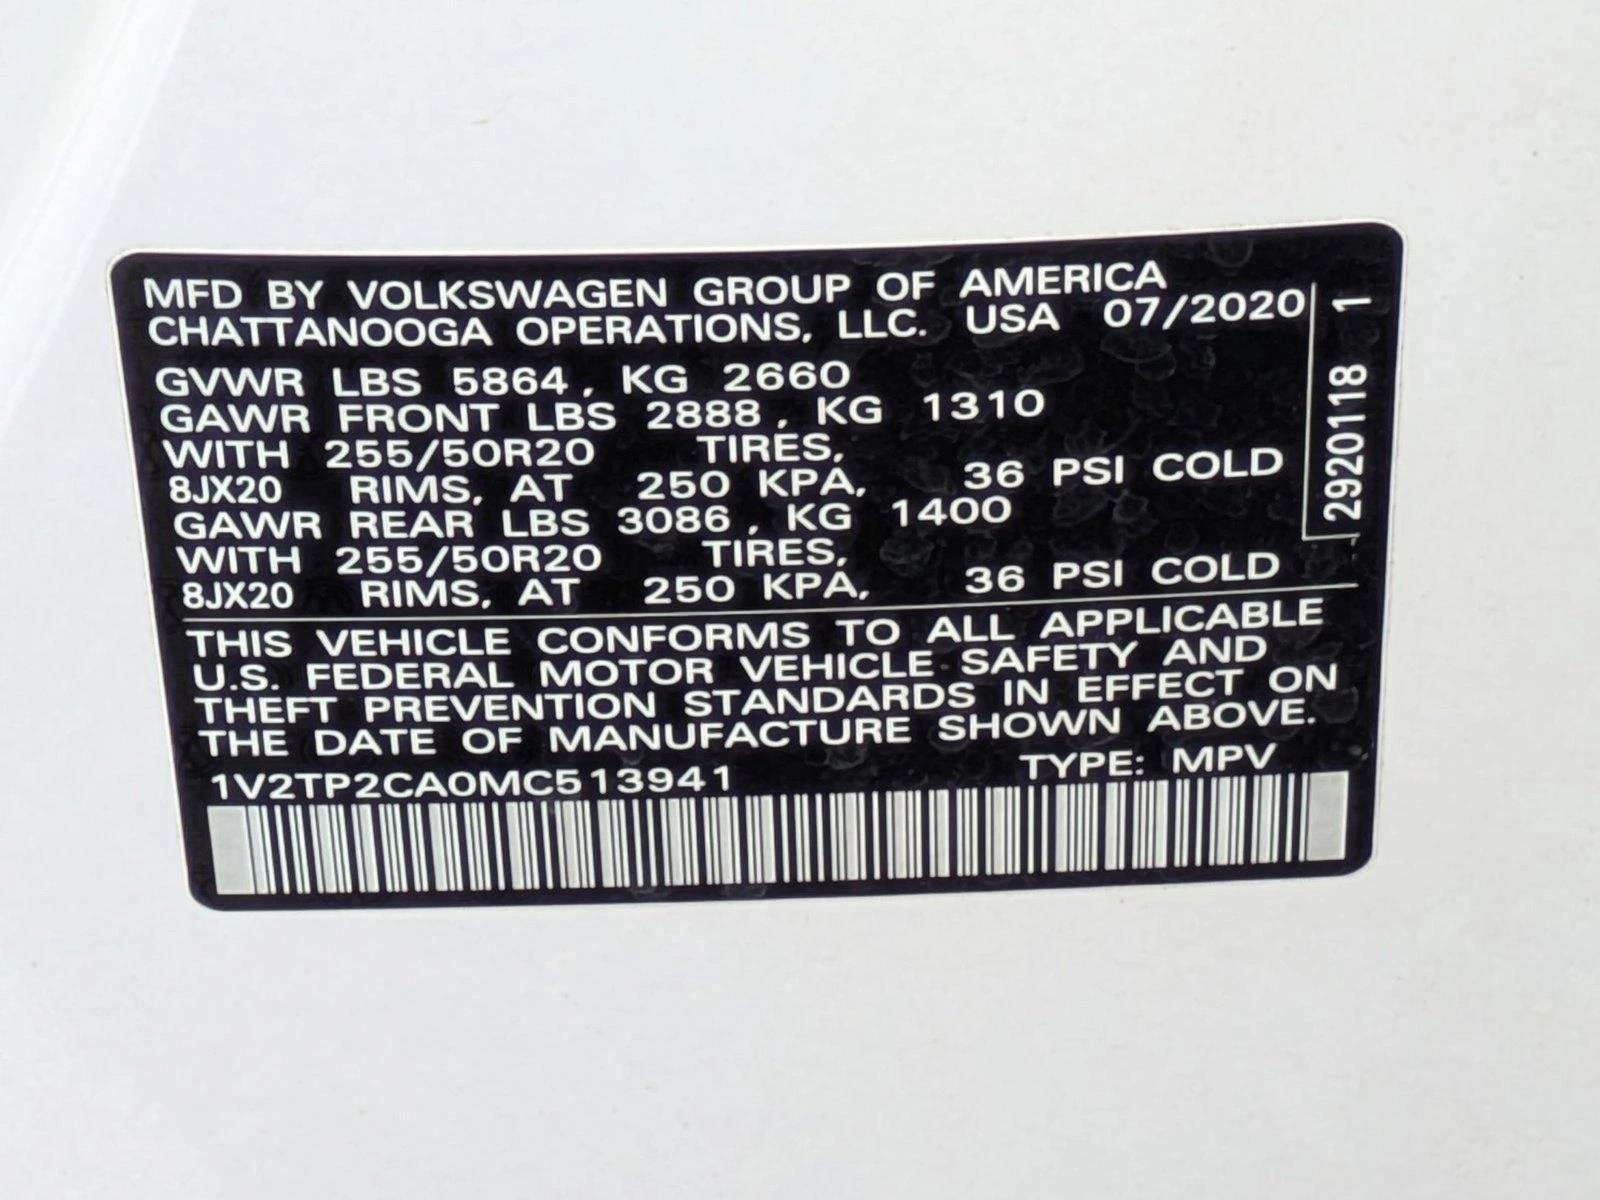 MFD BY VOLKSWAGEN GROUP OF AMERICA
CHATTANOOGA OPERATIONS, LLC. USA 07/2020
GVWR LBS 5864, KG 2660
GAWR FRONT LBS 2888, KG 1310
WITH 255/50R20 TIRES,
8JX20 RIMS, AT 250 KPA, 36 PSI COLD
GAWR REAR LBS 3086, KG 1400
WITH 255/50R20 TIRES,
8JX20 RIMS, AT 250 KPA, 36 PSI COLD
THIS VEHICLE CONFORMS TO ALL APPLICABLE
U.S. FEDERAL MOTOR VEHICLE SAFETY AND
THEFT PREVENTION STANDARDS IN EFFECT ON
THE DATE OF MANUFACTURE SHOWN ABOVE.
1V2TP2CA0MC513941 TYPE: MPV
2920118 1